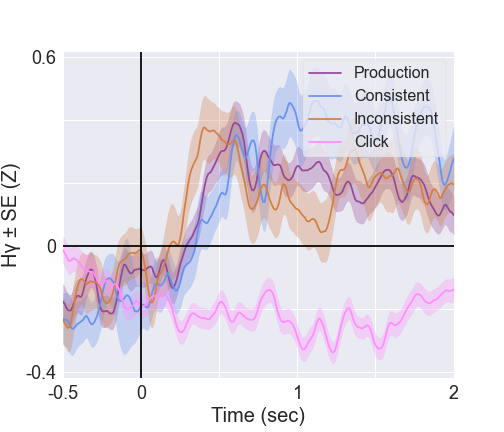 0.6
Production
Consistent
Inconsistent
Click
Hγ ± SE (Z)
0
-0.4
-0.5 0 1 2
Time (sec)